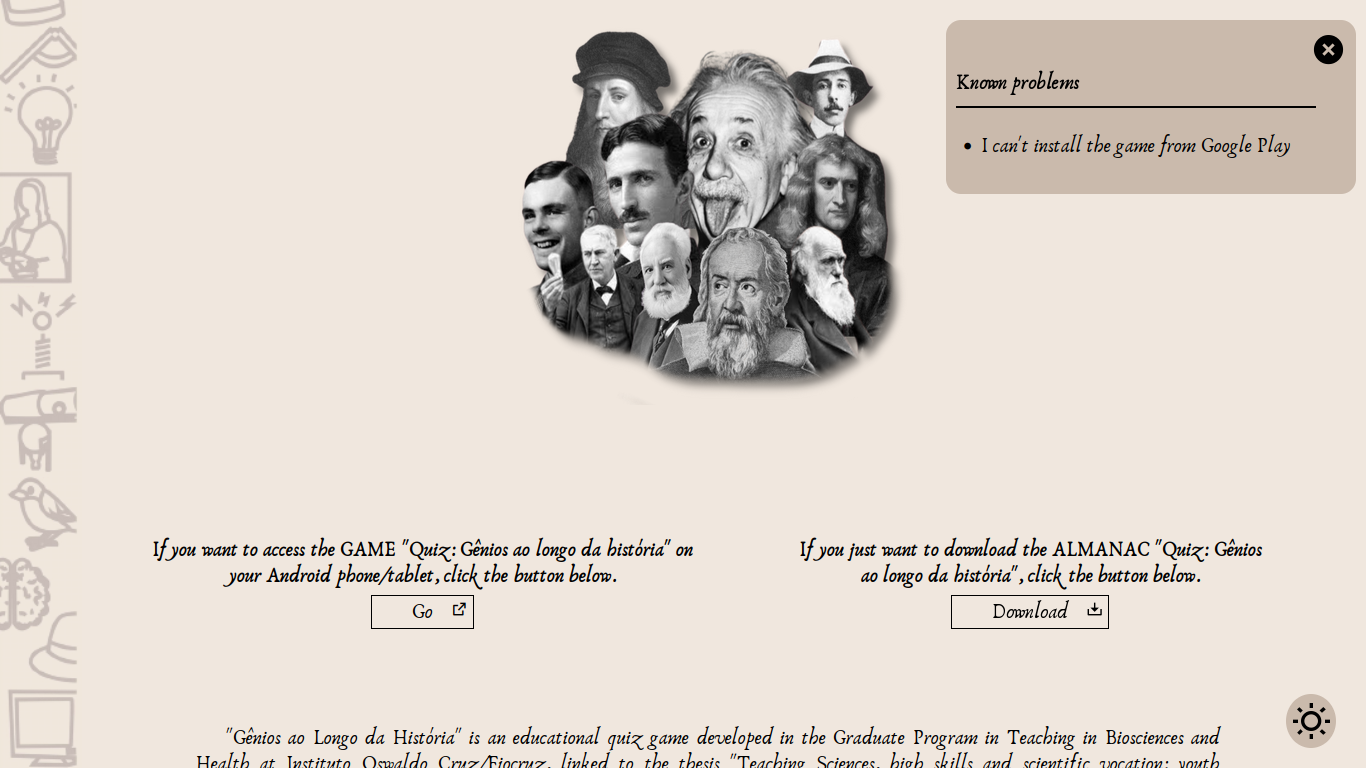 Known problems
I can't install the game from Google Play
If you want to access the GAME "Quiz: Gênios ao longo da história" on
your Android phone/tablet, click the button below.
Go
If you just want to download the ALMANAC "Quiz: Gênios
ao longo da história", click the button below.
Download
"Gênios ao Longo da História" is an educational quiz game developed in the Graduate Program in Teaching in Biosciences and
Health at Instituto Oswaldo Cruz/Fiocruz, linked to the thesis "Teaching Sciences, high skills and scientific vocation: youth